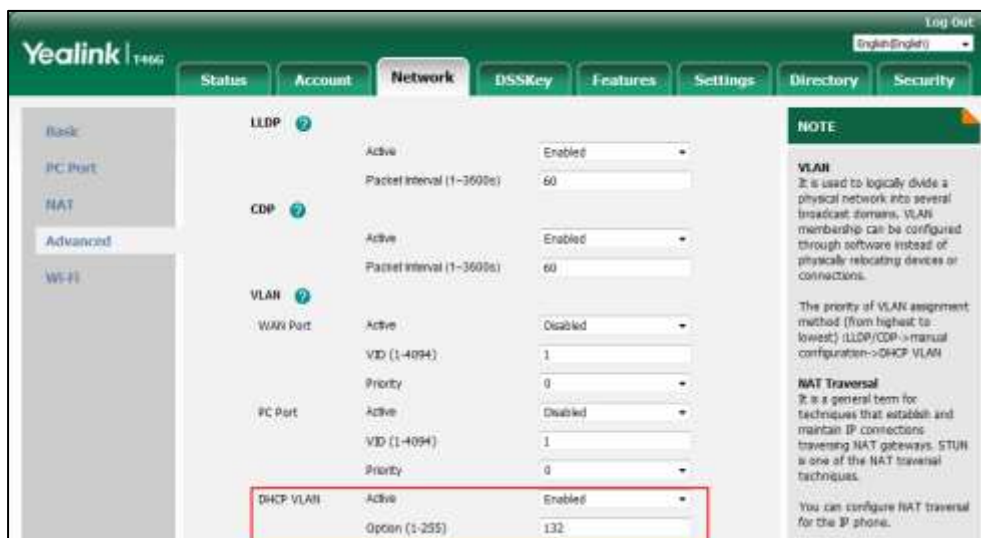 Log Out
Yealink T46G
English(English)
Status Account Network DSSKey Features Settings Directory Security
Basic
PC Port
NAT
Advanced
Wi-Fi
LLDP
Active Enabled
Packet Interval (1~3600s) 60
CDP
Active Enabled
Packet Interval (1~3600s) 60
VLAN
WAN Port Active Disabled
VID (1-4094) 1
Priority 0
PC Port Active Disabled
VID (1-4094) 1
Priority 0
DHCP VLAN Active Enabled
Option (1-255) 132
NOTE
VLAN
It is used to logically divide a
physical network into several
broadcast domains. VLAN
membership can be configured
through software instead of
physically relocating devices or
connections.
The priority of VLAN assignment
method (from highest to
lowest) :LLDP/CDP->manual
configuration->DHCP VLAN
NAT Traversal
It is a general term for
techniques that establish and
maintain IP connections
traversing NAT gateways. STUN
is one of the NAT traversal
techniques.
You can configure NAT traversal
for the IP phone.